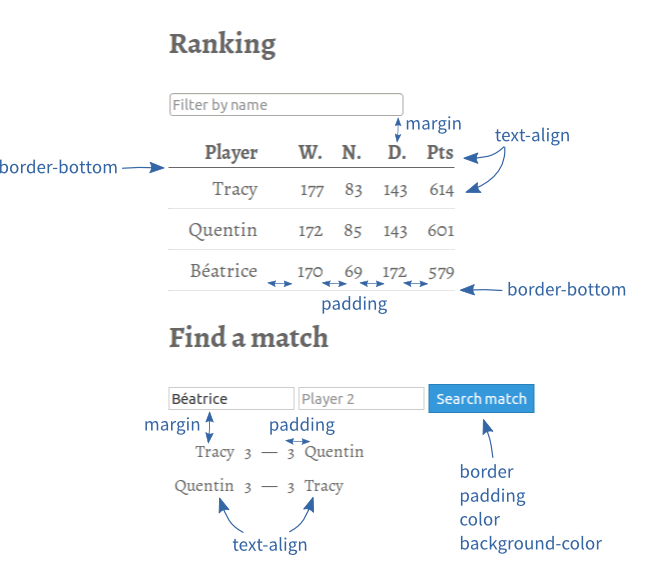 Ranking
Filter by name
margin
text-align
border-bottom
Player W. N. D. Pts
Tracy 177 83 143 614
Quentin 172 85 143 601
Béatrice 170 69 172 579
border-bottom
padding
Find a match
Béatrice Player 2 Search match
margin padding
Tracy 3 — 3 Quentin
Quentin 3 — 3 Tracy
text-align
border
padding
color
background-color